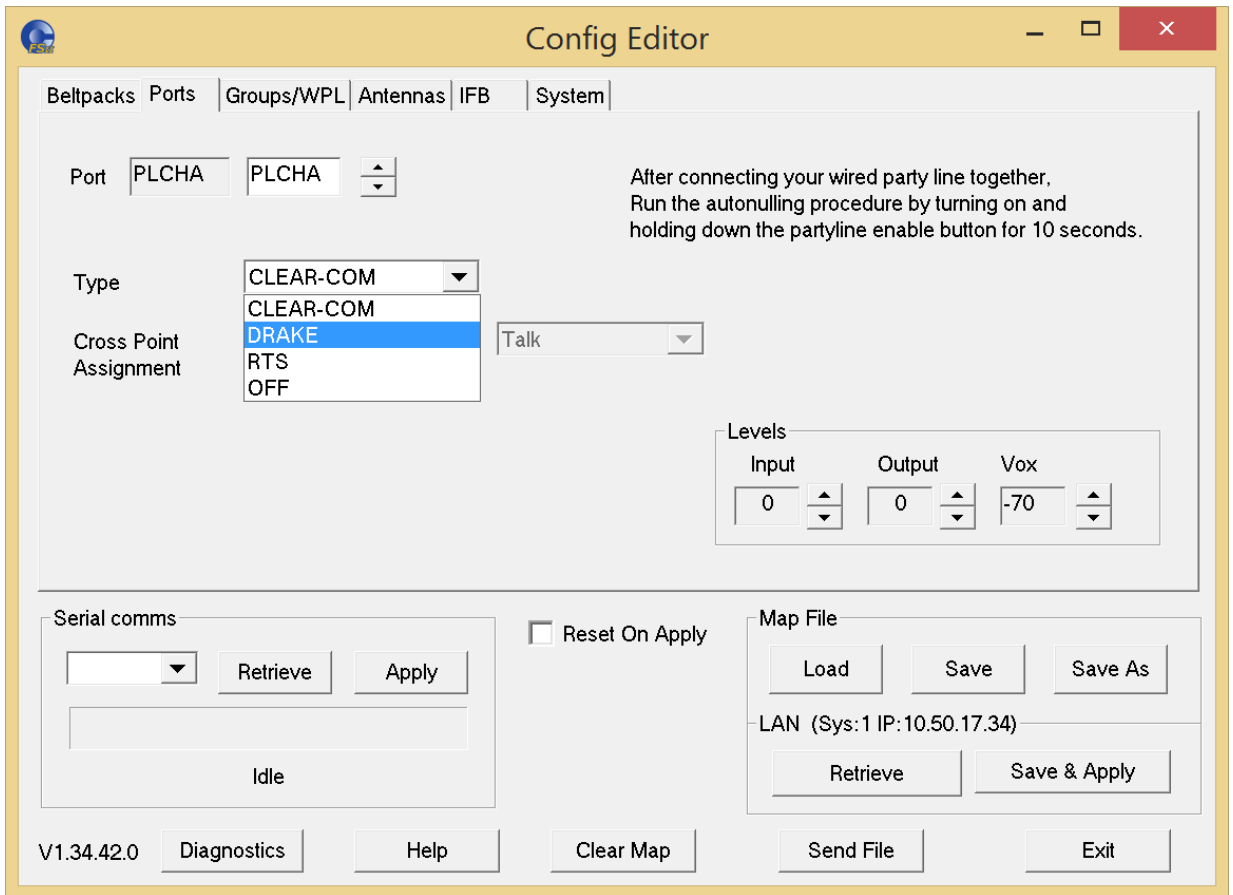 Config Editor
Beltpacks Ports Groups/WPL Antennas IFB System
Port PLCHA PLCHA
After connecting your wired party line together,
Run the autonulling procedure by turning on and
holding down the partyline enable button for 10 seconds.
Type CLEAR-COM
CLEAR-COM
DRAKE
RTS
OFF
Cross Point
Assignment
Talk
Levels
Input Output Vox
0 0 -70
Serial comms
Retrieve Apply
Idle
Reset On Apply
Map File
Load Save Save As
LAN (Sys:1 IP:10.50.17.34)
Retrieve Save & Apply
V1.34.42.0 Diagnostics Help Clear Map Send File Exit